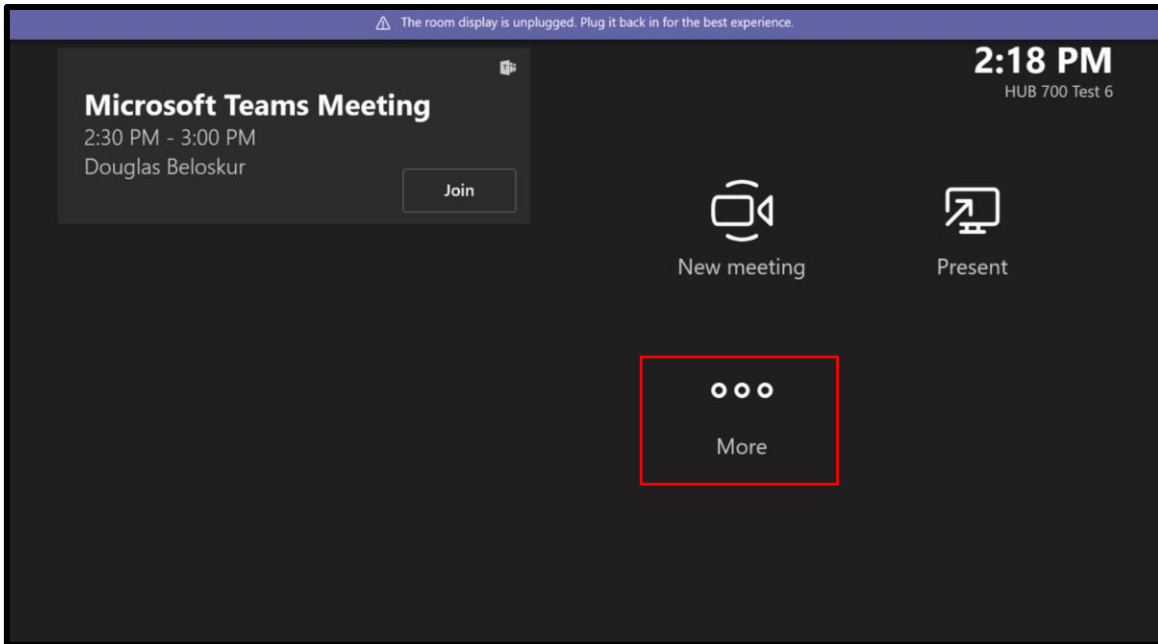 The room display is unplugged. Plug it back in for the best experience.
Microsoft Teams Meeting
2:30 PM - 3:00 PM
Douglas Beloskur
Join
2:18 PM
HUB 700 Test 6
New meeting
Present
More